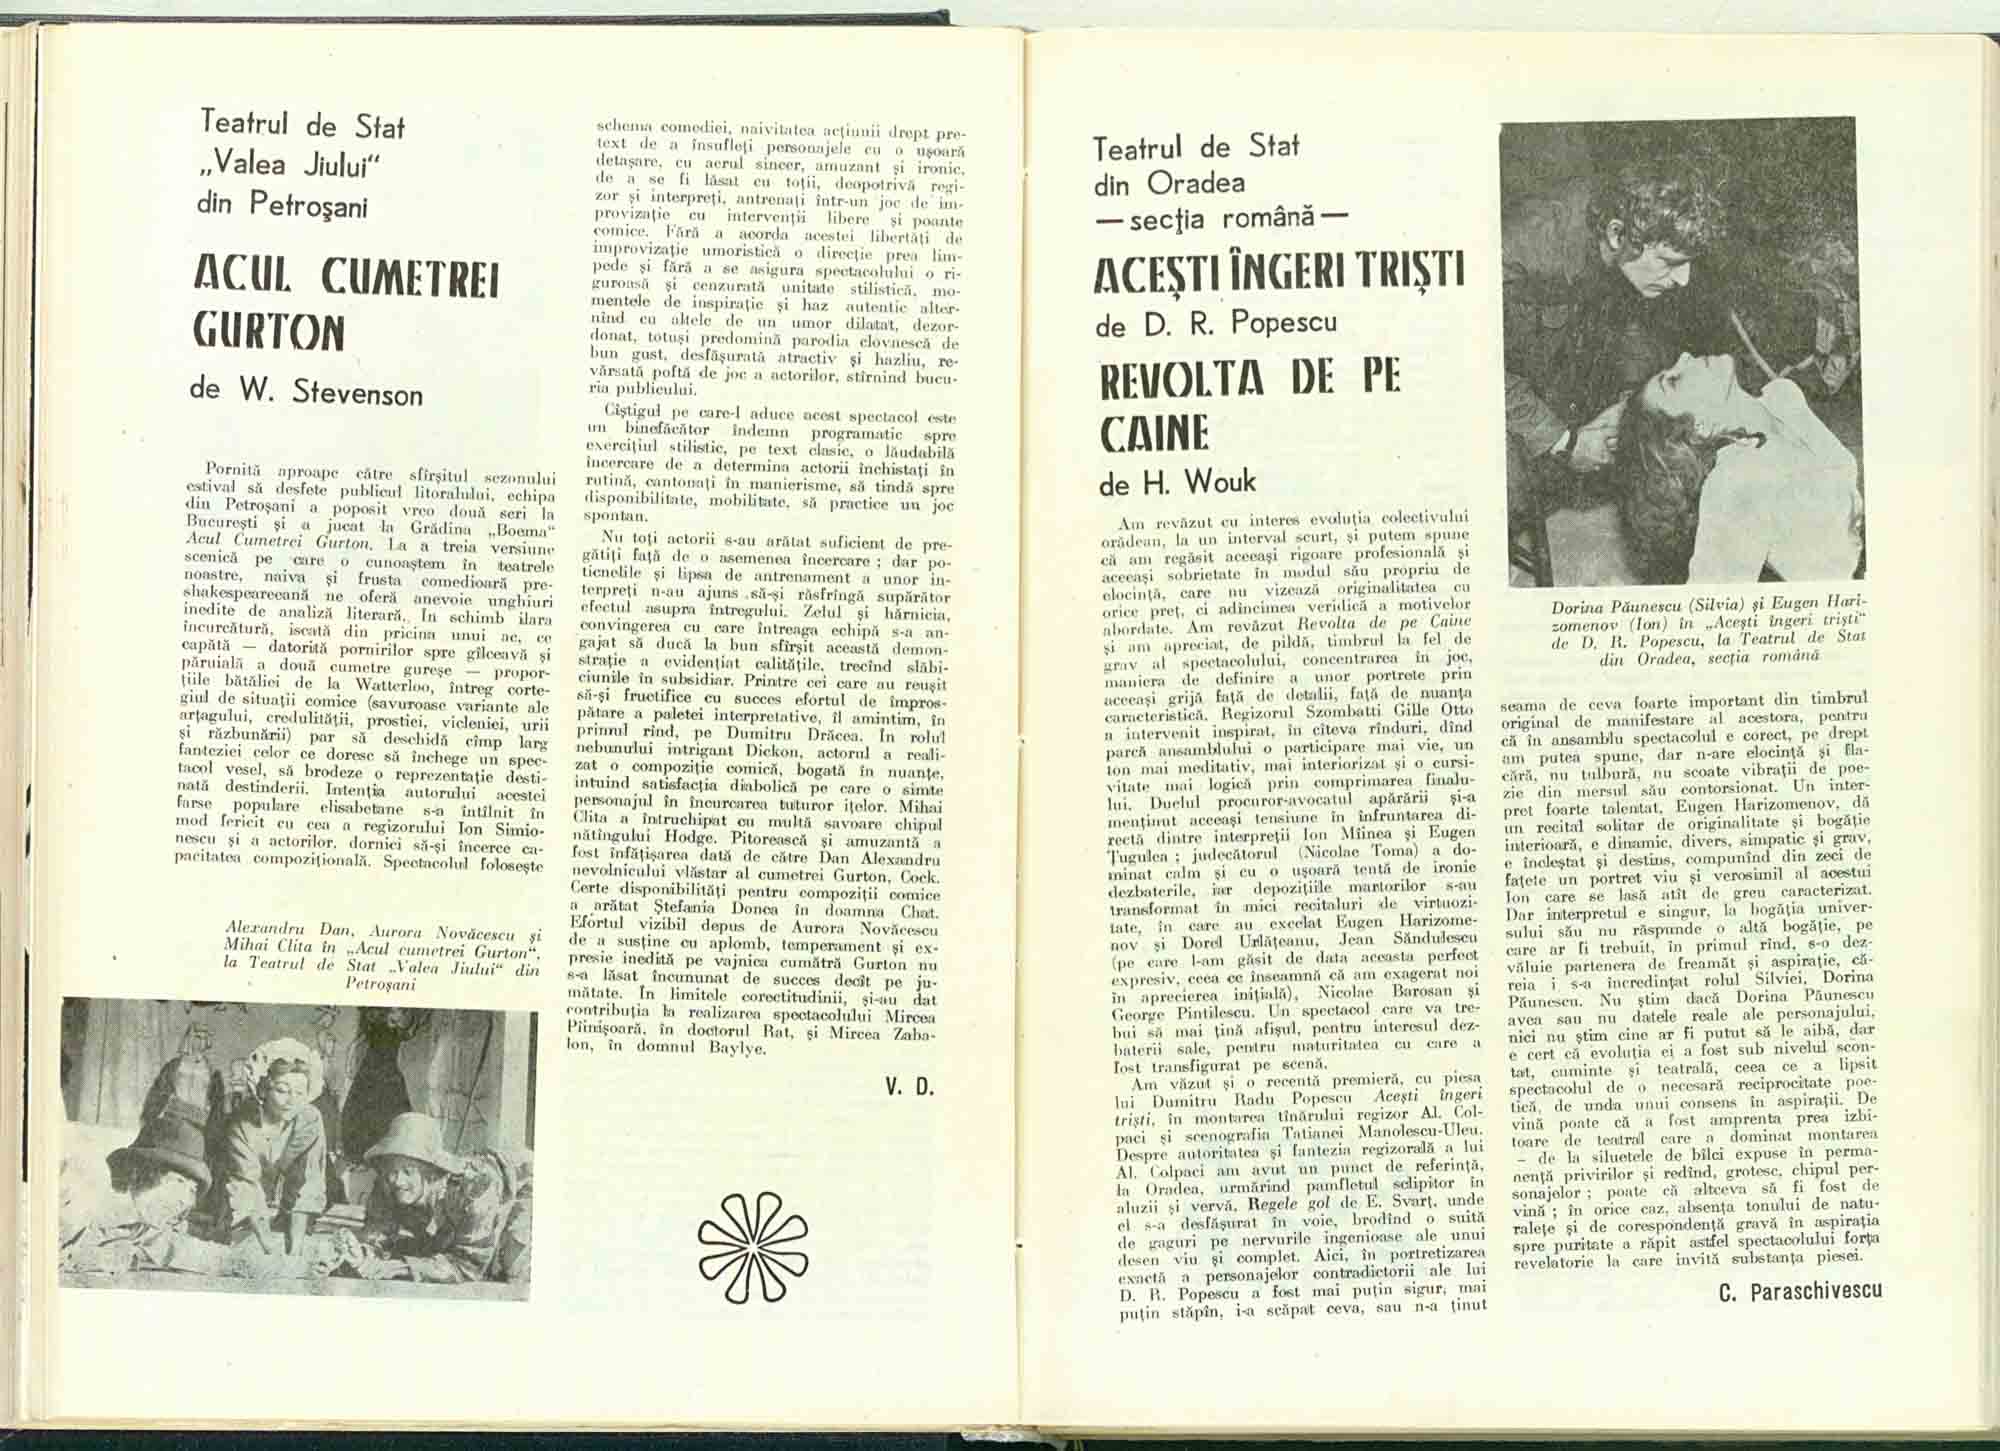 Teatrul de Stat
„Valea Jiului“
din Petroşani
ACUL CUMETREI
GURTON
de W. Stevenson
Pornită aproape către sfîrşitul sezonului
estival să desfete publicul litoralului, echipa
din Petroşani a poposit vreo două seri la
Bucureşti şi a jucat la Grădina „Boema“
Acul Cumetrei Gurton. La a treia versiune
scenică pe care o cunoaştem în teatrele
noastre, naiva şi frusta comedioară pre-
shakespeareeană ne oferă anevoie unghiuri
inedite de analiză literară. In schimb ilara
încurcătură, iscată din pricina unui ac, ce
capătă — datorită pornirilor spre gîlceavă şi
păruială a două cumetre gureşe — propor-
ţiile bătăliei de la Watterloo, întreg corte-
giul de situaţii comice (savuroase variante ale
arţagului, credulităţii, prostiei, vicleniei, urii
şi răzbunării) par să deschidă cîmp larg
fanteziei celor ce doresc să închege un spec-
tacol vesel, să brodeze o reprezentaţie desti-
nată destinderii. Intenţia autorului acestei
farse populare elisabetane s-a întîlnit în
mod fericit cu cea a regizorului Ion Simio-
nescu şi a actorilor, dornici să-şi încerce ca-
pacitatea compoziţională. Spectacolul foloseşte
Alexandru Dan, Aurora Novăcescu şi
Mihai Clita în „Acul cumetrei Gurton“,
la Teatrul de Stat „Valea Jiului“ din
Petroşani
schema comediei, naivitatea acţiunii drept pre-
text de a însufleţi personajele cu o uşoară
detaşare, cu aerul sincer, amuzant şi ironic,
de a se fi lăsat cu toţii, deopotrivă regi-
zor şi interpreţi, antrenaţi într-un joc de im-
provizaţie cu intervenţii libere şi poante
comice. Fără a acorda acestei libertăţi de
improvizaţie umoristică o direcţie prea lim-
pede şi fără a se asigura spectacolului o ri-
guroasă şi cenzurată unitate stilistică, mo-
mentele de inspiraţie şi haz autentic alter-
nînd cu altele de un umor dilatat, dezor-
donat, totuşi predomină parodia clovnescă de
bun gust, desfăşurată atractiv şi hazliu, re-
vărsată poftă de joc a actorilor, stîrnind bucu-
ria publicului.
Cîştigul pe care-l aduce acest spectacol este
un binefăcător îndemn programatic spre
exerciţiul stilistic, pe text clasic, o lăudabilă
încercare de a determina actorii închistaţi în
rutină, cantonaţi în manierisme, să tindă spre
disponibilitate, mobilitate, să practice un joc
spontan.
Nu toţi actorii s-au arătat suficient de pre-
gătiţi faţă de o asemenea încercare ; dar po-
ticnelile şi lipsa de antrenament a unor in-
terpreţi n-au ajuns să-şi răsfrîngă supărător
efectul asupra întregului. Zelul şi hărnicia,
convingerea cu care întreaga echipă s-a an-
gajat să ducă la bun sfîrşit această demon-
straţie a evidenţiat calităţile, trecînd slăbi-
ciunile în subsidiar. Printre cei care au reuşit
să-şi fructifice cu succes efortul de împros-
pătare a paletei interpretative, îl amintim, în
primul rînd, pe Dumitru Drăcea. In rolul
nebunului intrigant Dickon, actorul a reali-
zat o compoziţie comică, bogată în nuanţe,
intuind satisfacţia diabolică pe care o simte
personajul în încurcarea tuturor iţelor. Mihai
Clita a întruchipat cu multă savoare chipul
nătîngului Hodge. Pitorească şi amuzantă a
fost înfăţişarea dată de către Dan Alexandru
nevolnicului vlăstar al cumetrei Gurton, Cock.
Certe disponibilităţi pentru compoziţii comice
a arătat Ştefania Donca în doamna Chat.
Efortul vizibil depus de Aurora Novăcescu
de a susţine cu aplomb, temperament şi ex-
presie inedită pe vajnica cumătră Gurton nu
s-a lăsat încununat de succes decît pe ju-
mătate. In limitele corectitudinii, şi-au dat
contribuţia la realizarea spectacolului Mircea
Pîinişoară, în doctorul Rat, şi Mircea Zaba-
lon, în domnul Baylye.
V. D.
Teatrul de Stat
din Oradea
— secţia română —
ACEŞTI ÎNGERI TRIŞTI
de D. R. Popescu
REVOLTA DE PE
CAINE
de H. Wouk
Am revăzut cu interes evoluţia colectivului
orădean, la un interval scurt, şi putem spune
că am regăsit aceeaşi rigoare profesională şi
aceeaşi sobrietate în modul său propriu de
elocinţă, care nu vizează originalitatea cu
orice preţ, ci adîncimea veridică a motivelor
abordate. Am revăzut Revolta de pe Caine
şi am apreciat, de pildă, timbrul la fel de
grav al spectacolului, concentrarea în joc,
maniera de definire a unor portrete prin
aceeaşi grijă faţă de detalii, faţă de nuanţa
caracteristică. Regizorul Szombatti Gille Otto
a intervenit inspirat, în cîteva rînduri, dînd
parcă ansamblului o participare mai vie, un
ton mai meditativ, mai interiorizat şi o cursi-
vitate mai logică prin comprimarea finalu-
lui. Duelul procuror-avocatul apărării şi-a
menţinut aceeaşi tensiune în înfruntarea di-
rectă dintre interpreţii Ion Mîinea şi Eugen
Ţugulea ; judecătorul (Nicolae Toma) a do-
minat calm şi cu o uşoară tentă de ironie
dezbaterile, iar depoziţiile martorilor s-au
transformat în mici recitaluri de virtuozi-
tate, în care au excelat Eugen Harizome-
nov şi Dorel Urlăţeanu, Jean Săndulescu
(pe care l-am găsit de data aceasta perfect
expresiv, ceea ce înseamnă că am exagerat noi
în aprecierea iniţială), Nicolae Barosan şi
George Pintilescu. Un spectacol care va tre-
bui să mai ţină afişul, pentru interesul dez-
baterii sale, pentru maturitatea cu care a
fost transfigurat pe scenă.
Am văzut şi o recentă premieră, cu piesa
lui Dumitru Radu Popescu Aceşti îngeri
trişti, în montarea tînărului regizor Al. Col-
paci şi scenografia Tatianei Manolescu-Uleu.
Despre autoritatea şi fantezia regizorală a lui
Al. Colpaci am avut un punct de referinţă,
la Oradea, urmărind pamfletul sclipitor în
aluzii şi vervă, Regele gol de E. Svarţ, unde
el s-a desfăşurat în voie, brodînd o suită
de gaguri pe nervurile ingenioase ale unui
desen viu şi complet. Aici, în portretizarea
exactă a personajelor contradictorii ale lui
D. R. Popescu a fost mai puţin sigur, mai
puţin stăpîn, i-a scăpat ceva, sau n-a ţinut
Dorina Păunescu (Silvia) şi Eugen Hari-
zomenov (Ion) în „Aceşti îngeri trişti“
de D. R. Popescu, la Teatrul de Stat
din Oradea, secţia română
seama de ceva foarte important din timbrul
original de manifestare al acestora, pentru
că în ansamblu spectacolul e corect, pe drept
am putea spune, dar n-are elocinţă şi fla-
cără, nu tulbură, nu scoate vibraţii de poe-
zie din mersul său contorsionat. Un inter-
pret foarte talentat, Eugen Harizomenov, dă
un recital solitar de originalitate şi bogăţie
interioară, e dinamic, divers, simpatic şi grav,
e încleştat şi destins, compunînd din zeci de
faţete un portret viu şi verosimil al acestui
Ion care se lasă atît de greu caracterizat.
Dar interpretul e singur, la bogăţia univer-
sului său nu răspunde o altă bogăţie, pe
care ar fi trebuit, în primul rînd, s-o dez-
văluie partenera de freamăt şi aspiraţie, că-
reia i s-a încredinţat rolul Silviei, Dorina
Păunescu. Nu ştim dacă Dorina Păunescu
avea sau nu datele reale ale personajului,
nici nu ştim cine ar fi putut să le aibă, dar
e cert că evoluţia ei a fost sub nivelul scon-
tat, cuminte şi teatrală, ceea ce a lipsit
spectacolul de o necesară reciprocitate poe-
tică, de unda unui consens în aspiraţii. De
vină poate că a fost amprenta prea izbi-
toare de teatral care a dominat montarea
– de la siluetele de bîlci expuse în perma-
nenţă privirilor şi redînd, grotesc, chipul per-
sonajelor ; poate că altceva să fi fost de
vină ; în orice caz, absenţa tonului de natu-
raleţe şi de corespondenţă gravă în aspiraţia
spre puritate a răpit astfel spectacolului forţa
revelatorie la care invită substanţa piesei.
C. Paraschivescu